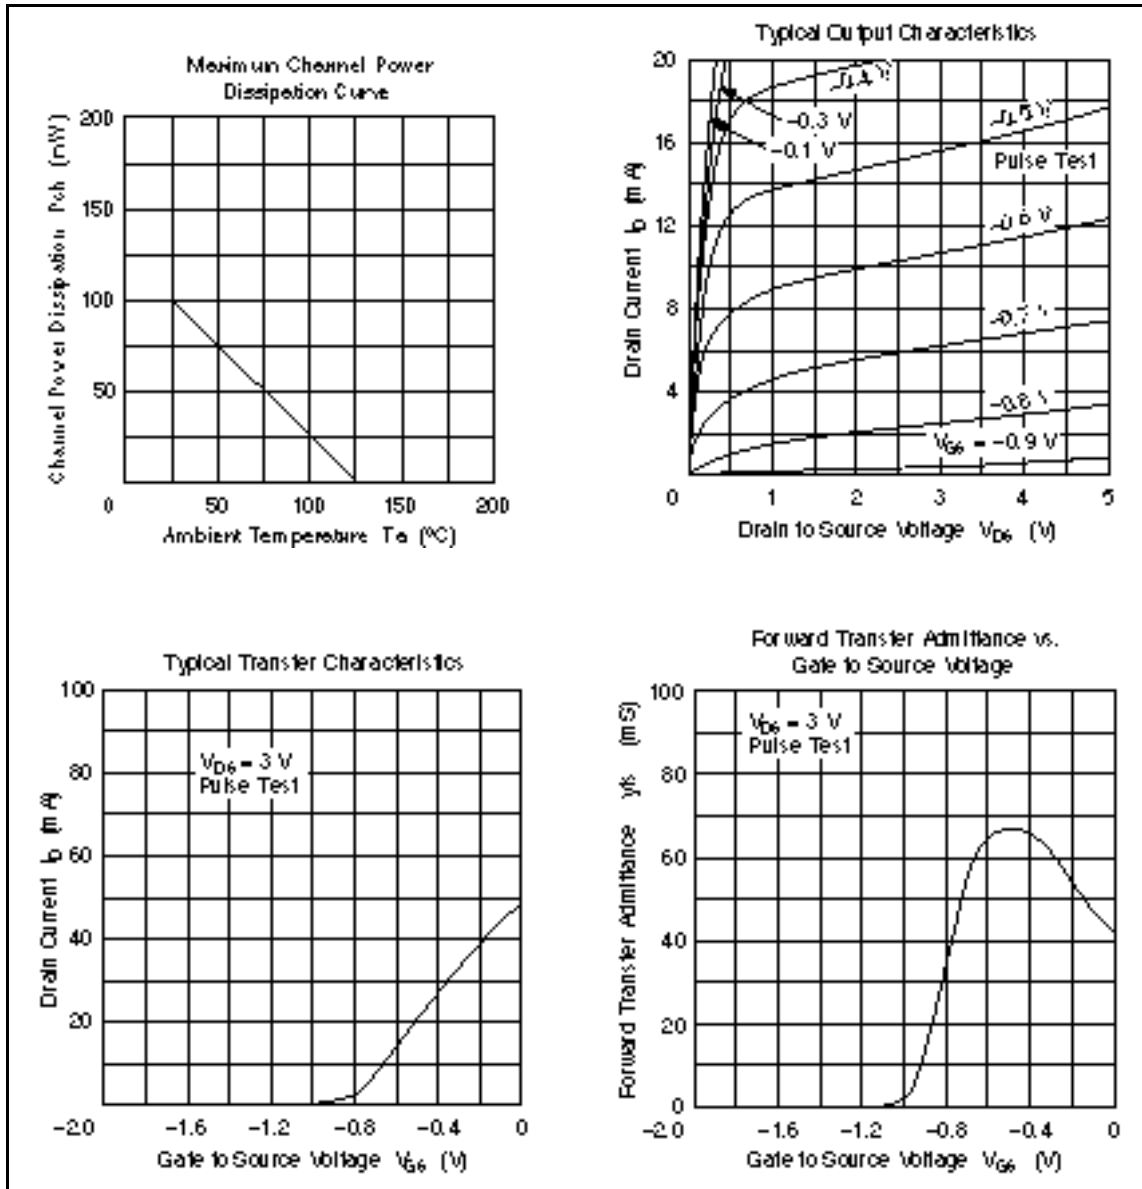 Maximum Channel Power
Dissipation Curve
Channel Power Dissipation Pch (mW)
200
150
100
50
0
50
100
150
200
Ambient Temperature Ta (°C)
Typical Output Characteristics
Drain Current ID (mA)
20
16
12
8
4
–0.4 V
–0.3 V
–0.1 V
–0.5 V
Pulse Test
–0.6 V
–0.7 V
–0.8 V
VGS = –0.9 V
0
1
2
3
4
5
Drain to Source Voltage VDS (V)
Typical Transfer Characteristics
Drain Current ID (mA)
100
80
60
40
20
VDS = 3 V
Pulse Test
–2.0
–1.6
–1.2
–0.8
–0.4
0
Gate to Source Voltage VGS (V)
Forward Transfer Admittance vs.
Gate to Source Voltage
Forward Transfer Admittance yfs (mS)
100
80
60
40
20
0
VDS = 3 V
Pulse Test
–2.0
–1.6
–1.2
–0.8
–0.4
0
Gate to Source Voltage VGS (V)